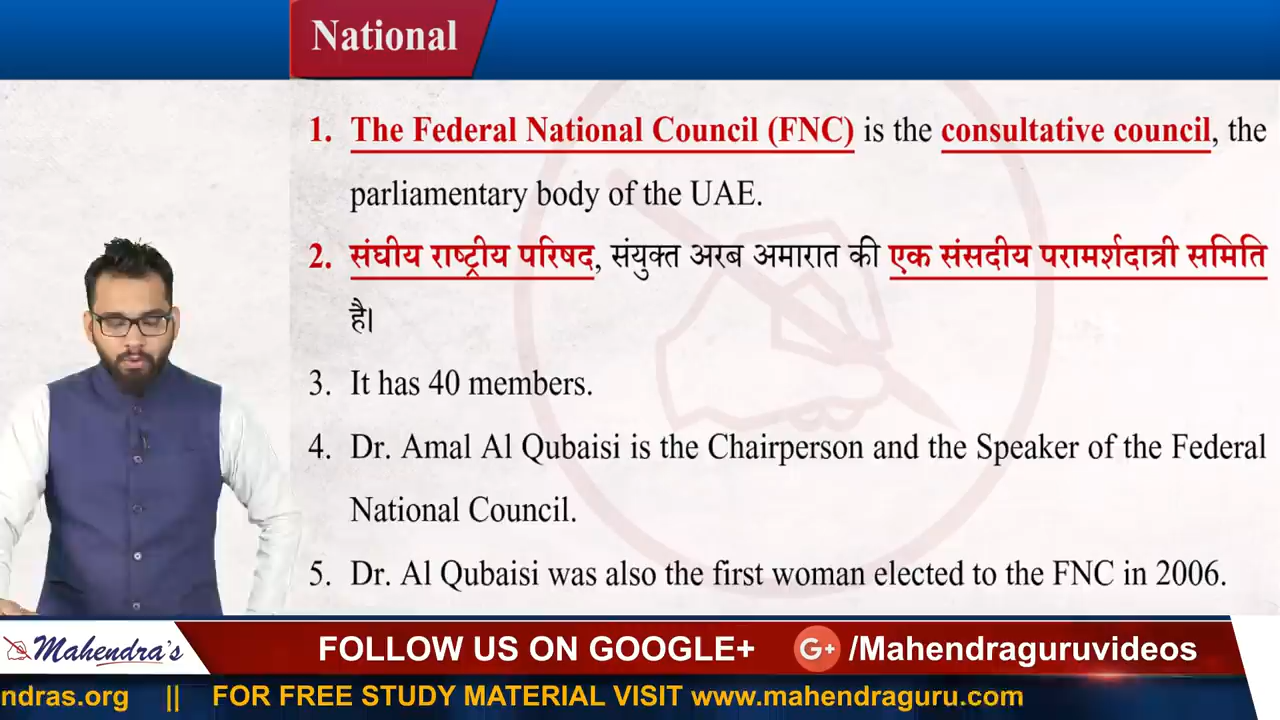 National
1. The Federal National Council (FNC) is the consultative council, the
parliamentary body of the UAE.
2. संघीय राष्ट्रीय परिषद, संयुक्त अरब अमारात की एक संसदीय परामर्शदात्री समिति
है।
3. It has 40 members.
4. Dr. Amal Al Qubaisi is the Chairperson and the Speaker of the Federal
National Council.
5. Dr. Al Qubaisi was also the first woman elected to the FNC in 2006.
Mahendra's FOLLOW US ON GOOGLE+ G+ /Mahendraguruvideos
ndras.org || FOR FREE STUDY MATERIAL VISIT www.mahendraguru.com